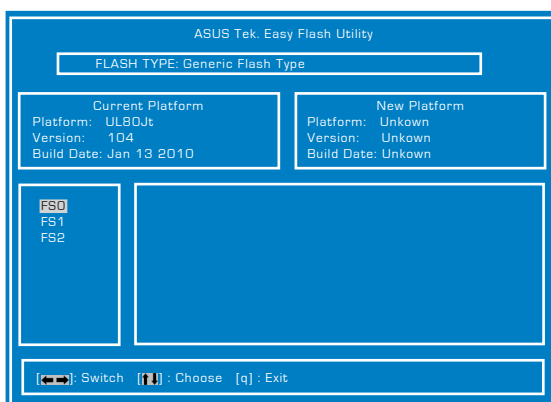 ASUS Tek. Easy Flash Utility
FLASH TYPE: Generic Flash Type
Current Platform
Platform: UL80Jt
Version: 104
Build Date: Jan 13 2010
New Platform
Platform: Unkown
Version: Unkown
Build Date: Unkown
FS0
FS1
FS2
[←→]: Switch [↑↓] : Choose [q] : Exit